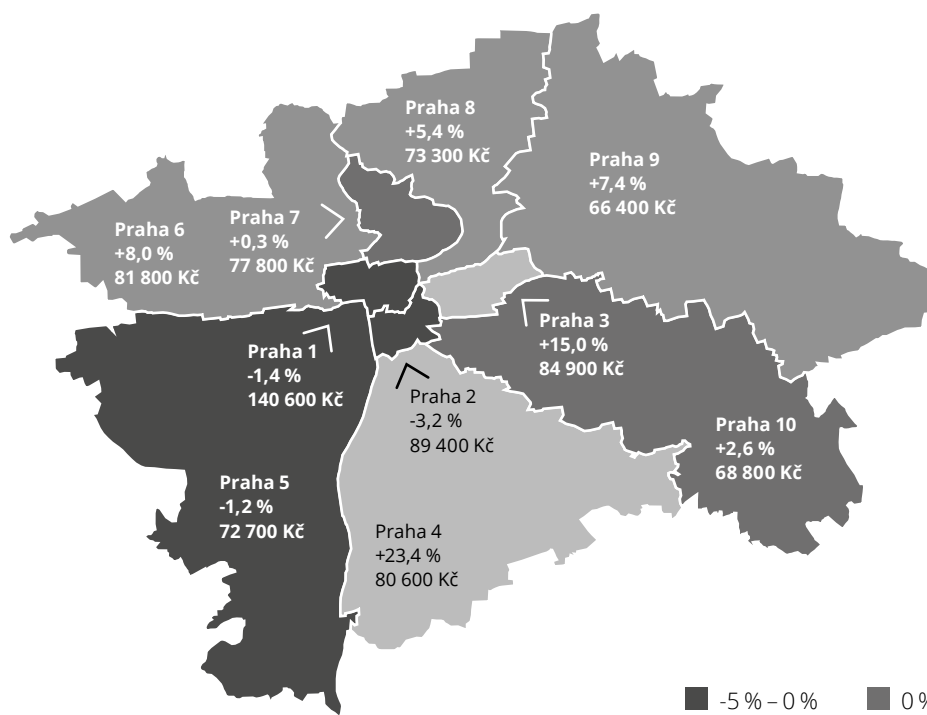 Praha 8
+5,4 %
73 300 Kč
Praha 9
+7,4 %
66 400 Kč
Praha 6
+8,0 %
81 800 Kč
Praha 7
+0,3 %
77 800 Kč
Praha 3
+15,0 %
84 900 Kč
Praha 1
-1,4 %
140 600 Kč
Praha 2
-3,2 %
89 400 Kč
Praha 10
+2,6 %
68 800 Kč
Praha 5
-1,2 %
72 700 Kč
Praha 4
+23,4 %
80 600 Kč
-5 % – 0 %
0 %